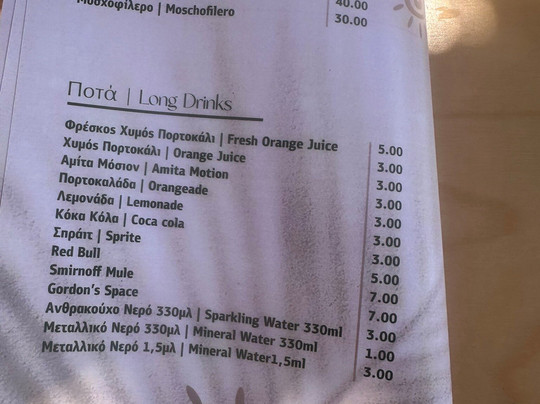 40.00
Μοσχοφίλερο | Moschofilero 30.00
Ποτά | Long Drinks
Φρέσκος Χυμός Πορτοκάλι | Fresh Orange Juice 5.00
Χυμός Πορτοκάλι | Orange Juice 3.00
Αμίτα Μόσιον | Amita Motion 3.00
Πορτοκαλάδα | Orangeade 3.00
Λεμονάδα | Lemonade 3.00
Κόκα Κόλα | Coca cola 3.00
Σπράιτ | Sprite 3.00
Red Bull 5.00
Smirnoff Mule 7.00
Gordon's Space 7.00
Ανθρακούχο Νερό 330μλ | Sparkling Water 330ml 3.00
Μεταλλικό Νερό 330μλ | Mineral Water 330ml 1.00
Μεταλλικό Νερό 1,5μλ | Mineral Water1,5ml 3.00